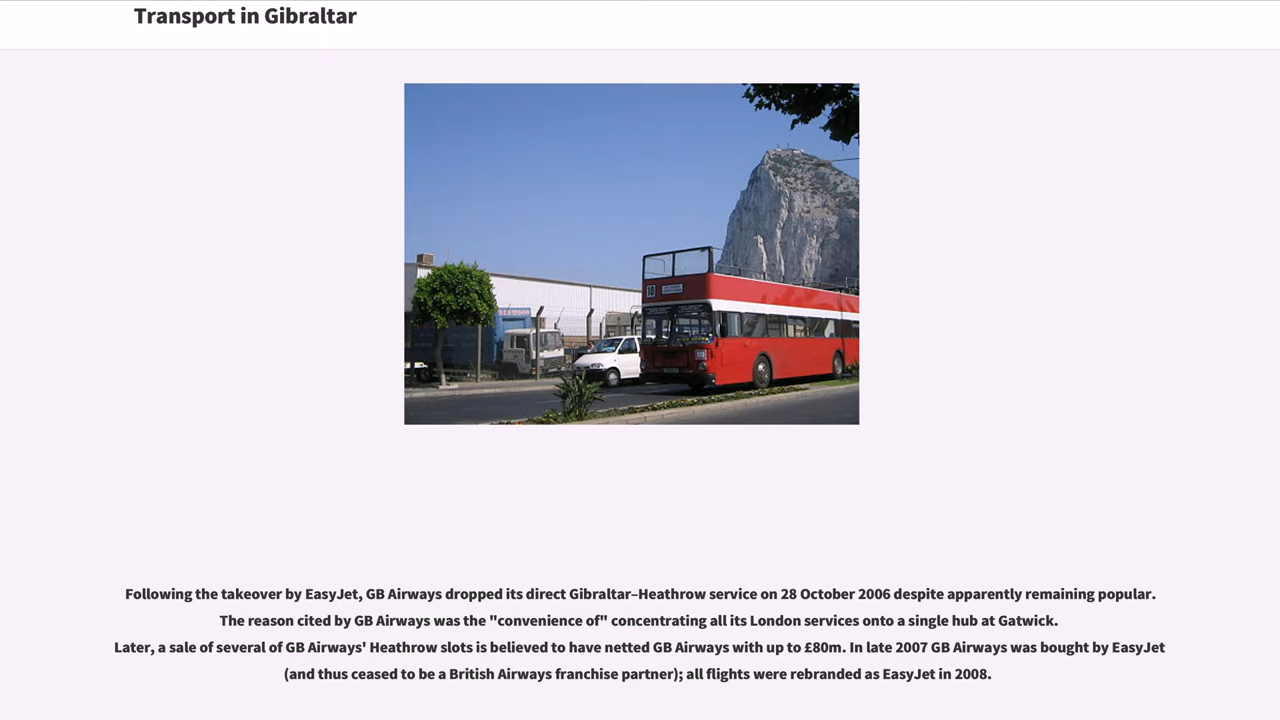 Transport in Gibraltar
Following the takeover by EasyJet, GB Airways dropped its direct Gibraltar–Heathrow service on 28 October 2006 despite apparently remaining popular.
The reason cited by GB Airways was the "convenience of" concentrating all its London services onto a single hub at Gatwick.
Later, a sale of several of GB Airways' Heathrow slots is believed to have netted GB Airways with up to £80m. In late 2007 GB Airways was bought by EasyJet
(and thus ceased to be a British Airways franchise partner); all flights were rebranded as EasyJet in 2008.